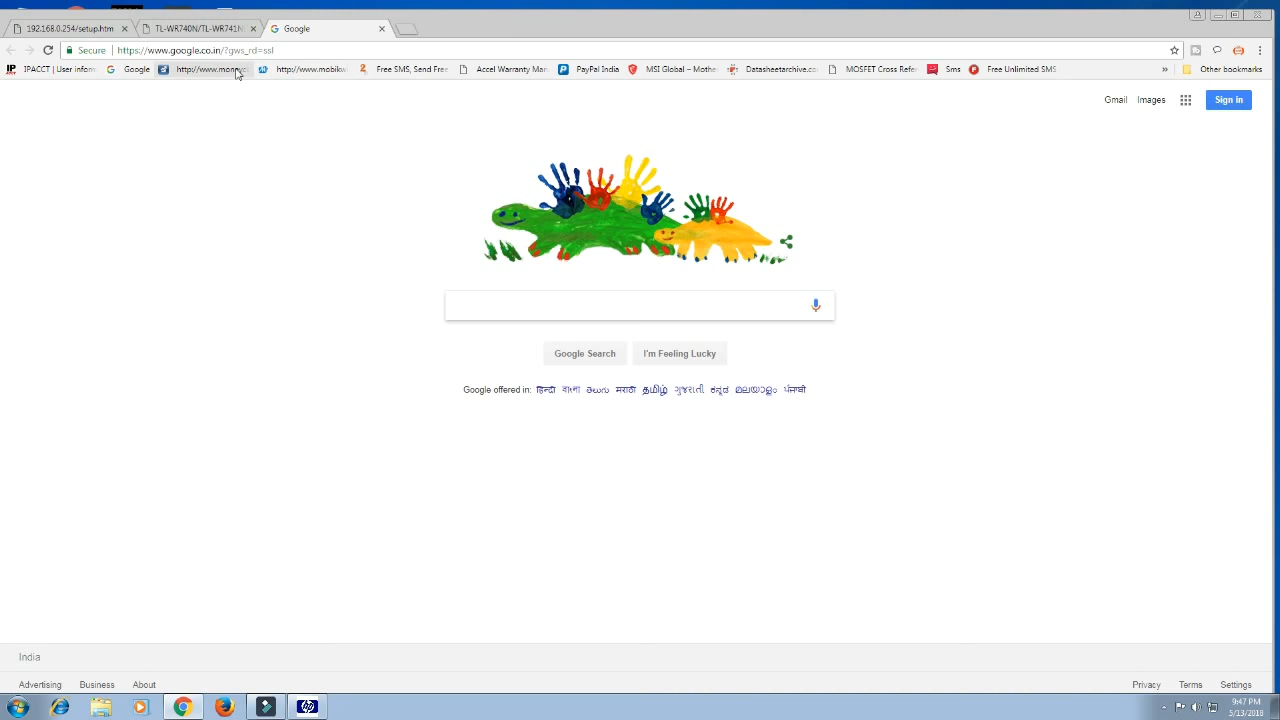 192.168.0.254/setup.htm
TL-WR740N/TL-WR741N
Google
Secure https://www.google.co.in/?gws_rd=ssl
IPACCT | User inform Google http://www.moneyc http://www.mobikwi Free SMS, Send Free Accel Warranty Man PayPal India MSI Global – Mothe Datasheetarchive.co MOSFET Cross Refer Sms Free Unlimited SMS » Other bookmarks
Gmail Images Sign in
Google Search I'm Feeling Lucky
Google offered in: हिन्दी বাংলা తెలుగు मराठी தமிழ் ગુજરાતી ಕನ್ನಡ മലയാളം ਪੰਜਾਬੀ
India
Advertising Business About Privacy Terms Settings
9:47 PM
5/13/2018